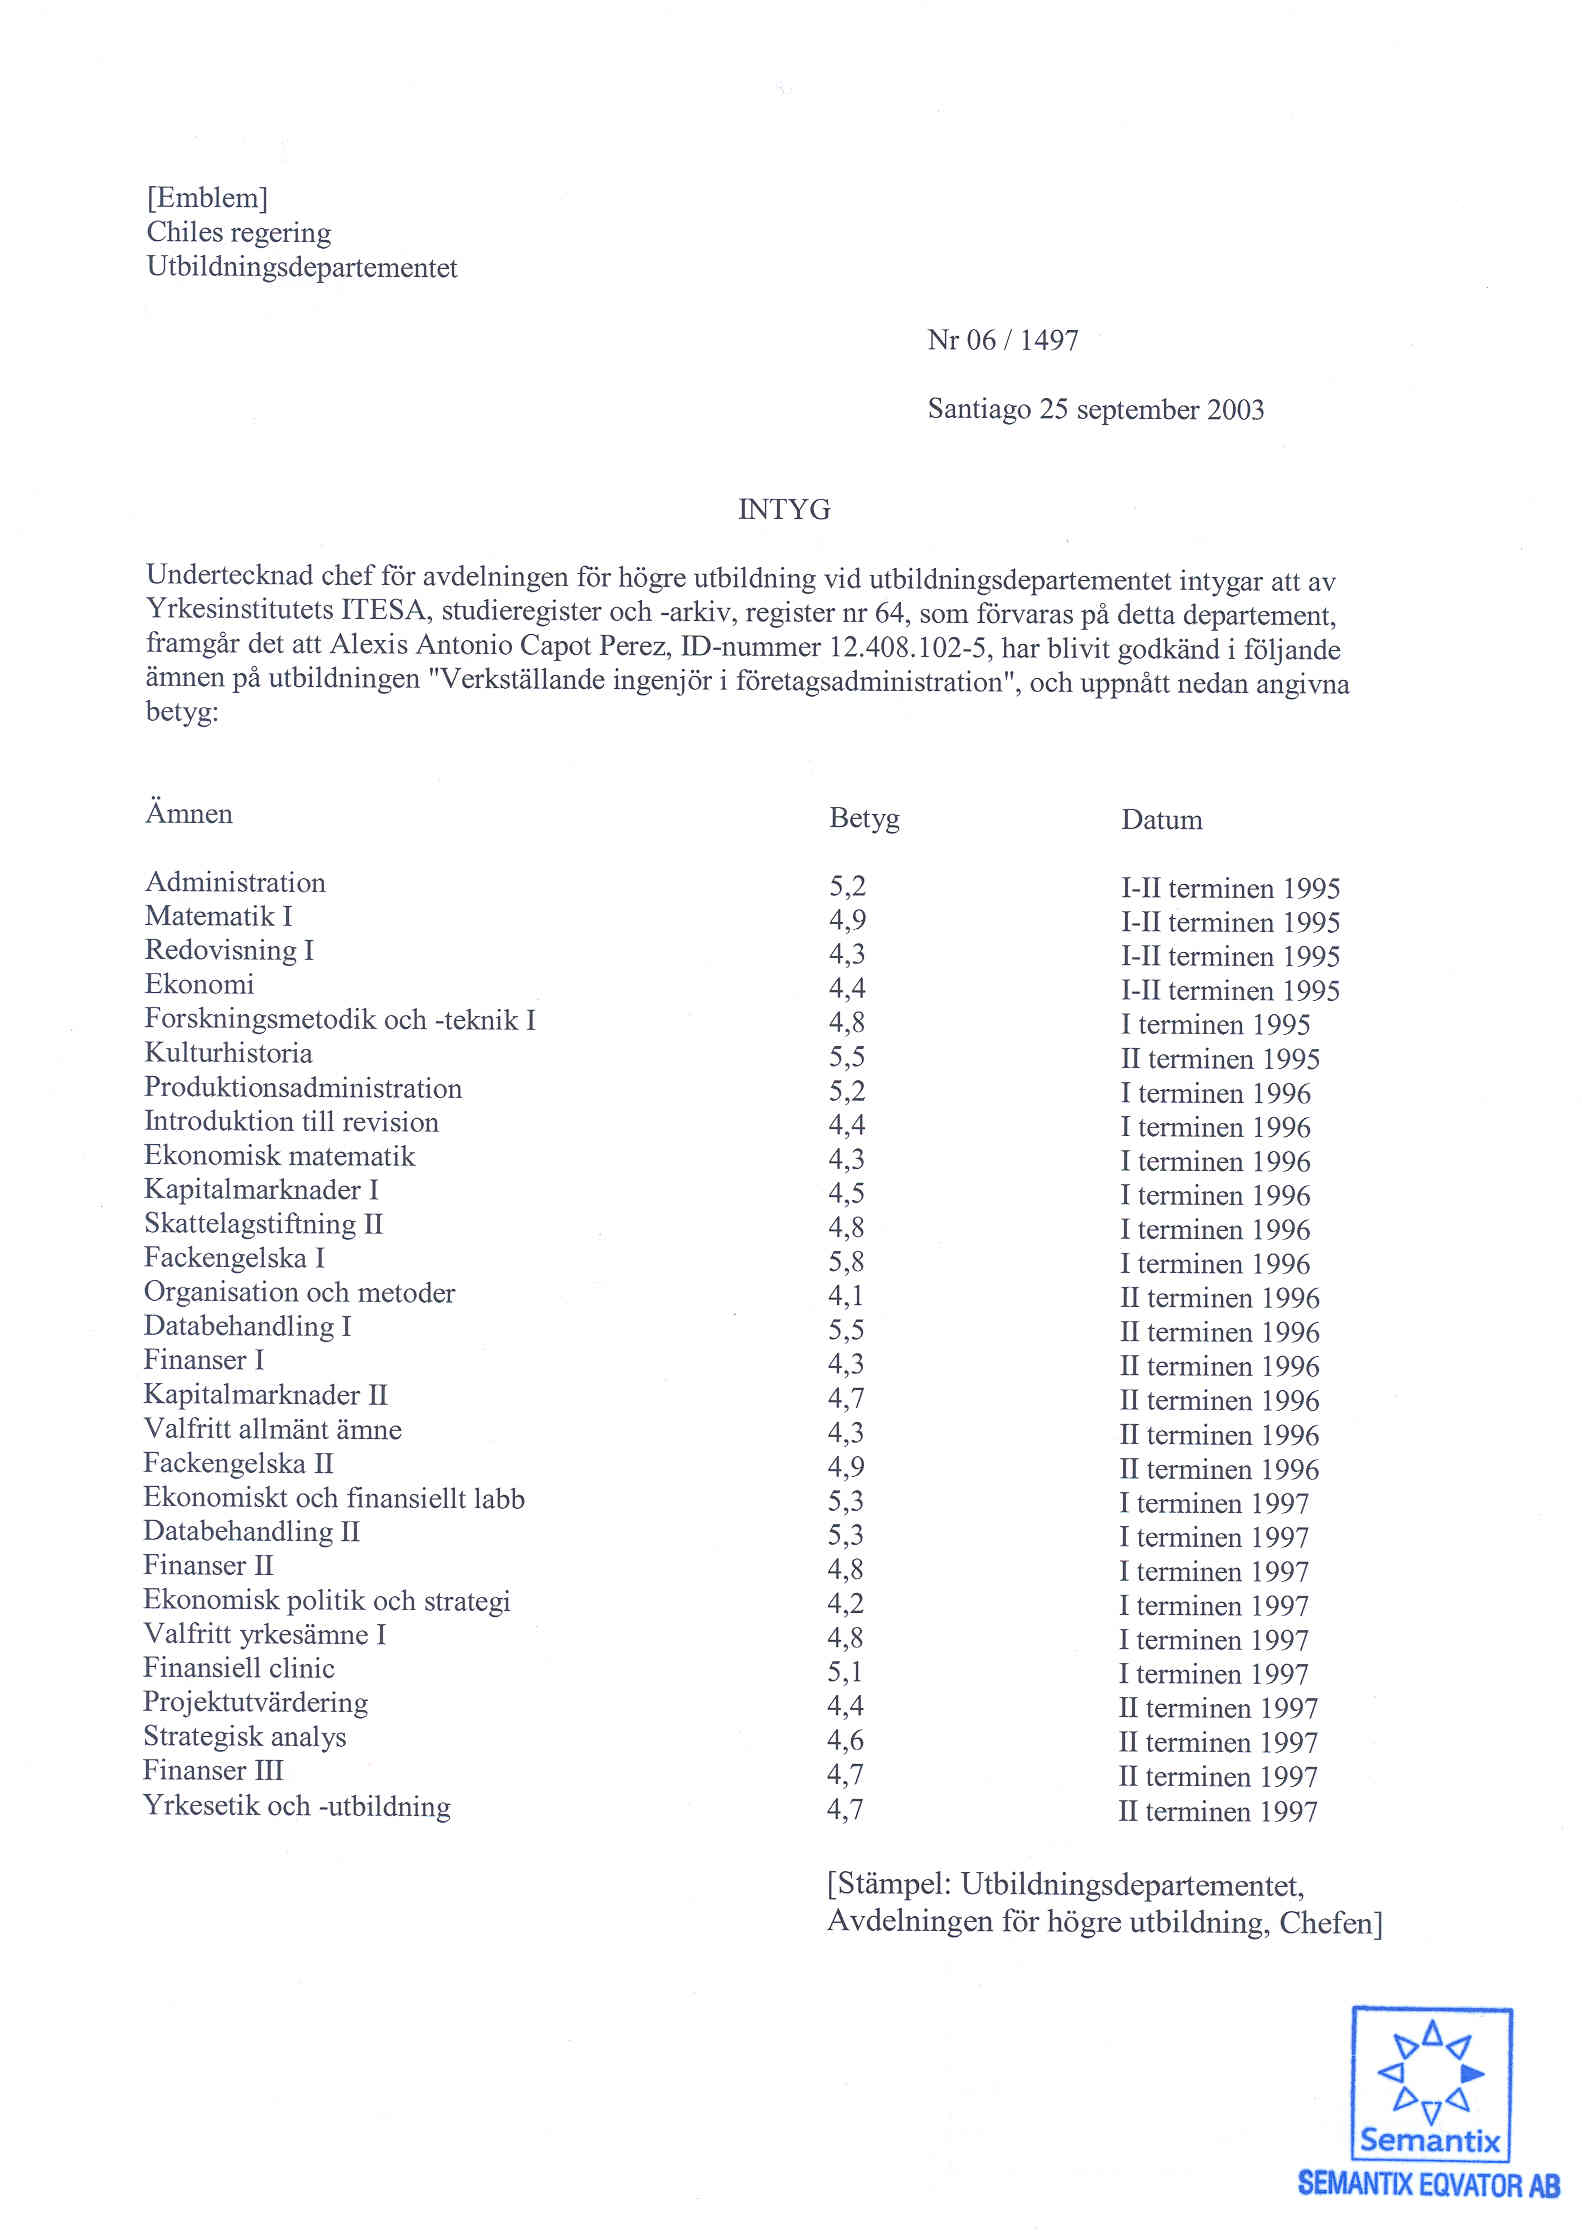 [Emblem]
Chiles regering
Utbildningsdepartementet
Nr 06 / 1497
Santiago 25 september 2003
INTYG
Undertecknad chef för avdelningen för högre utbildning vid utbildningsdepartementet intygar att av
Yrkesinstitutets ITESA, studieregister och -arkiv, register nr 64, som förvaras på detta departement,
framgår det att Alexis Antonio Capot Perez, ID-nummer 12.408.102-5, har blivit godkänd i följande
ämnen på utbildningen "Verkställande ingenjör i företagsadministration", och uppnått nedan angivna
betyg:
Ämnen Betyg Datum
Administration 5,2 I-II terminen 1995
Matematik I 4,9 I-II terminen 1995
Redovisning I 4,3 I-II terminen 1995
Ekonomi 4,4 I-II terminen 1995
Forskningsmetodik och -teknik I 4,8 I terminen 1995
Kulturhistoria 5,5 II terminen 1995
Produktionsadministration 5,2 I terminen 1996
Introduktion till revision 4,4 I terminen 1996
Ekonomisk matematik 4,3 I terminen 1996
Kapitalmarknader I 4,5 I terminen 1996
Skattelagstiftning II 4,8 I terminen 1996
Fackengelska I 5,8 I terminen 1996
Organisation och metoder 4,1 II terminen 1996
Databehandling I 5,5 II terminen 1996
Finanser I 4,3 II terminen 1996
Kapitalmarknader II 4,7 II terminen 1996
Valfritt allmänt ämne 4,3 II terminen 1996
Fackengelska II 4,9 II terminen 1996
Ekonomiskt och finansiellt labb 5,3 I terminen 1997
Databehandling II 5,3 I terminen 1997
Finanser II 4,8 I terminen 1997
Ekonomisk politik och strategi 4,2 I terminen 1997
Valfritt yrkesämne I 4,8 I terminen 1997
Finansiell clinic 5,1 I terminen 1997
Projektutvärdering 4,4 II terminen 1997
Strategisk analys 4,6 II terminen 1997
Finanser III 4,7 II terminen 1997
Yrkesetik och -utbildning 4,7 II terminen 1997
[Stämpel: Utbildningsdepartementet,
Avdelningen för högre utbildning, Chefen]
Semantix
SEMANTIX EQVATOR AB